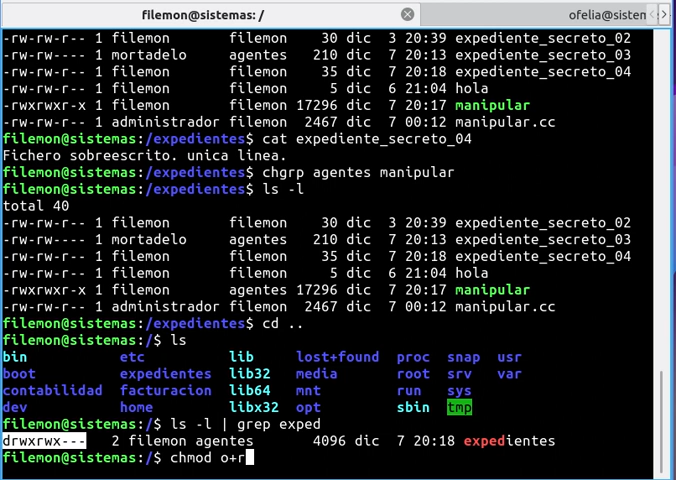 filemon@sistemas: /
ofelia@sistem
-rw-rw-r-- 1 filemon       filemon    30 dic  3 20:39 expediente_secreto_02
-rw-rw---- 1 mortadelo     agentes   210 dic  7 20:13 expediente_secreto_03
-rw-rw-r-- 1 filemon       filemon    35 dic  7 20:18 expediente_secreto_04
-rw-rw-r-- 1 filemon       filemon     5 dic  6 21:04 hola
-rwxrwxr-x 1 filemon       filemon 17296 dic  7 20:17 manipular
-rw-rw-r-- 1 administrador filemon  2467 dic  7 00:12 manipular.cc
filemon@sistemas:/expedientes$ cat expediente_secreto_04
Fichero sobreescrito. unica linea.
filemon@sistemas:/expedientes$ chgrp agentes manipular
filemon@sistemas:/expedientes$ ls -l
total 40
-rw-rw-r-- 1 filemon       filemon    30 dic  3 20:39 expediente_secreto_02
-rw-rw---- 1 mortadelo     agentes   210 dic  7 20:13 expediente_secreto_03
-rw-rw-r-- 1 filemon       filemon    35 dic  7 20:18 expediente_secreto_04
-rw-rw-r-- 1 filemon       filemon     5 dic  6 21:04 hola
-rwxrwxr-x 1 filemon       agentes 17296 dic  7 20:17 manipular
-rw-rw-r-- 1 administrador filemon  2467 dic  7 00:12 manipular.cc
filemon@sistemas:/expedientes$ cd ..
filemon@sistemas:/$ ls
bin           etc          lib     lost+found  proc  snap  usr
boot          expedientes  lib32   media       root  srv   var
contabilidad  facturacion  lib64   mnt         run   sys
dev           home         libx32  opt         sbin  tmp
filemon@sistemas:/$ ls -l | grep exped
drwxrwx---   2 filemon agentes       4096 dic  7 20:18 expedientes
filemon@sistemas:/$ chmod o+r